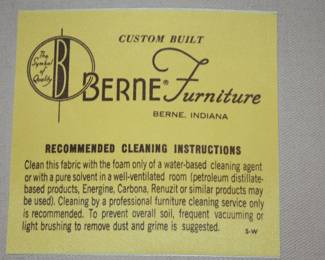 CUSTOM BUILT
The Symbol of Quality
B
BERNE® Furniture
BERNE, INDIANA
RECOMMENDED CLEANING INSTRUCTIONS
Clean this fabric with the foam only of a water-based cleaning agent
or with a pure solvent in a well-ventilated room (petroleum distillate-
based products, Energine, Carbona, Renuzit or similar products may
be used). Cleaning by a professional furniture cleaning service only
is recommended. To prevent overall soil, frequent vacuuming or
light brushing to remove dust and grime is suggested.
S-W